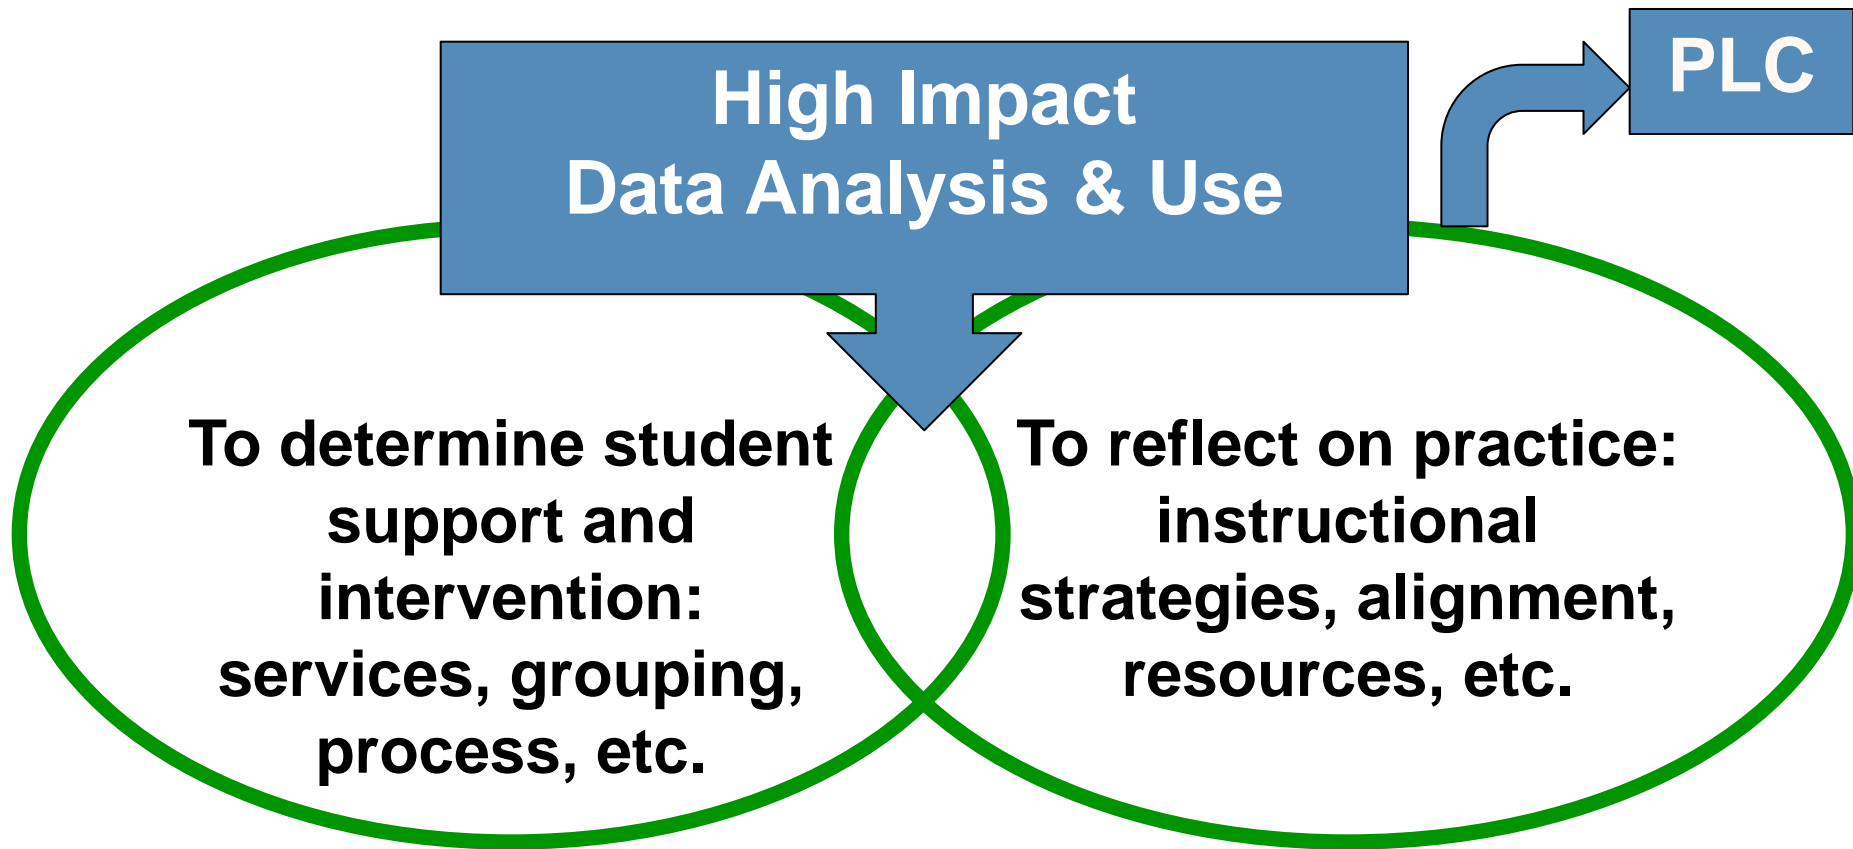 High Impact
Data Analysis & Use
PLC
To determine student
support and
intervention:
services, grouping,
process, etc.
To reflect on practice:
instructional
strategies, alignment,
resources, etc.